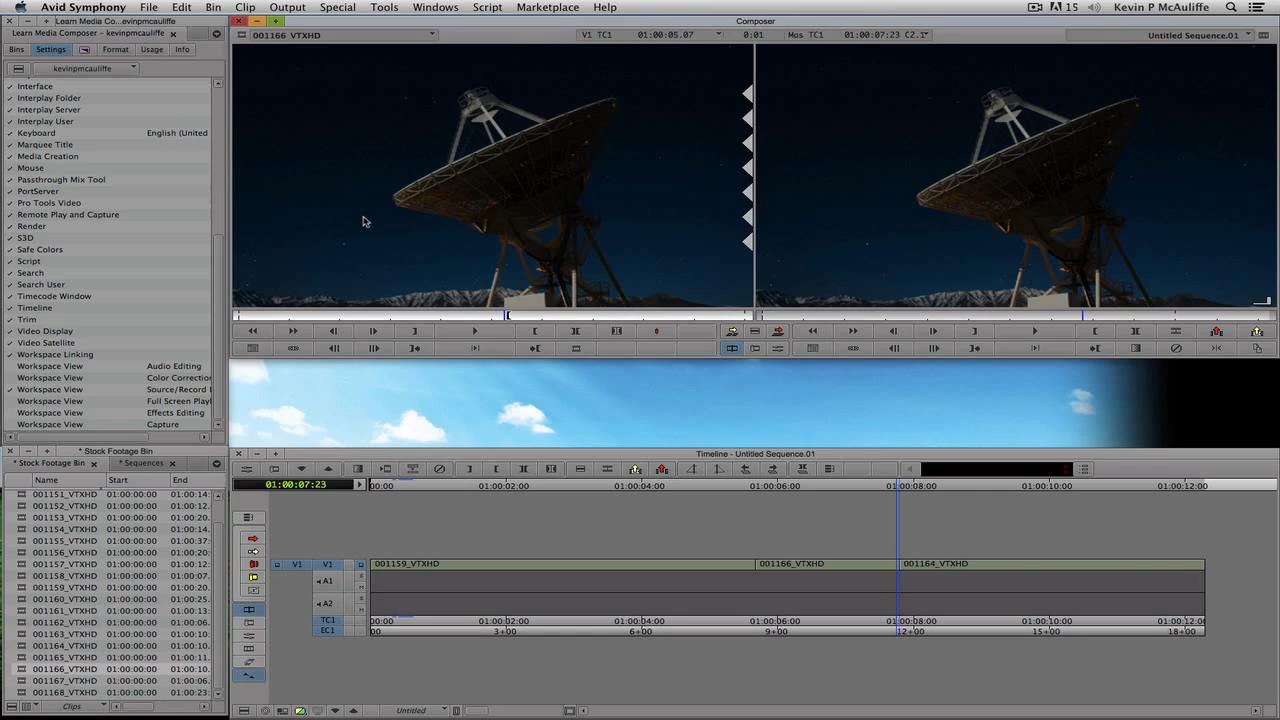 Avid Symphony File Edit Bin Clip Output Special Tools Windows Script Marketplace Help 15 Kevin P McAuliffe
Learn Media Co...evinpmcauliffe
Composer
Learn Media Composer – kevinpmcauliffe
001166 VTXHD V1 TC1 01:00:05.07 0:01 Mas TC1 01:00:07:23 C2.1 Untitled Sequence.01
Bins Settings Format Usage Info
kevinpmcauliffe
Interface
Interplay Folder
Interplay Server
Interplay User
Keyboard English (United
Marquee Title
Media Creation
Mouse
Passthrough Mix Tool
PortServer
Pro Tools Video
Remote Play and Capture
Render
S3D
Safe Colors
Script
Search
Search User
Timecode Window
Timeline
Trim
Video Display
Video Satellite
Workspace Linking
Workspace View Audio Editing
Workspace View Color Correction
Workspace View Source/Record
Workspace View Full Screen Playl
Workspace View Effects Editing
Workspace View Capture
* Stock Footage Bin
* Stock Footage Bin * Sequences
Name Start End
001151_VTXHD 01:00:00:00 01:00:14:
001152_VTXHD 01:00:00:00 01:00:12.
001153_VTXHD 01:00:00:00 01:00:20.
001154_VTXHD 01:00:00:00 01:00:14.
001155_VTXHD 01:00:00:00 01:00:37:
001156_VTXHD 01:00:00:00 01:00:20:
001157_VTXHD 01:00:00:00 01:00:12:
001158_VTXHD 01:00:00:00 01:00:07.
001159_VTXHD 01:00:00:00 01:00:20.
001160_VTXHD 01:00:00:00 01:00:25.
001161_VTXHD 01:00:00:00 01:00:13:
001162_VTXHD 01:00:00:00 01:00:06.
001163_VTXHD 01:00:00:00 01:00:10:
001164_VTXHD 01:00:00:00 01:00:10.
001165_VTXHD 01:00:00:00 01:00:11.
001166_VTXHD 01:00:00:00 01:00:10.
001167_VTXHD 01:00:00:00 01:00:06.
001168_VTXHD 01:00:00:00 01:00:23:
Clips
Timeline - Untitled Sequence.01
01:00:07:23 00:00 01:00:02:00 01:00:04:00 01:00:06:00 01:00:08:00 01:00:10:00 01:00:12:00
V1 V1 001159_VTXHD 001166_VTXHD 001164_VTXHD
A1
A2
TC1 00:00 01:00:02:00 01:00:04:00 01:00:06:00 01:00:08:00 01:00:10:00 01:00:12:0
EC1 00 3+00 6+00 9+00 12+00 15+00 18+00
Untitled